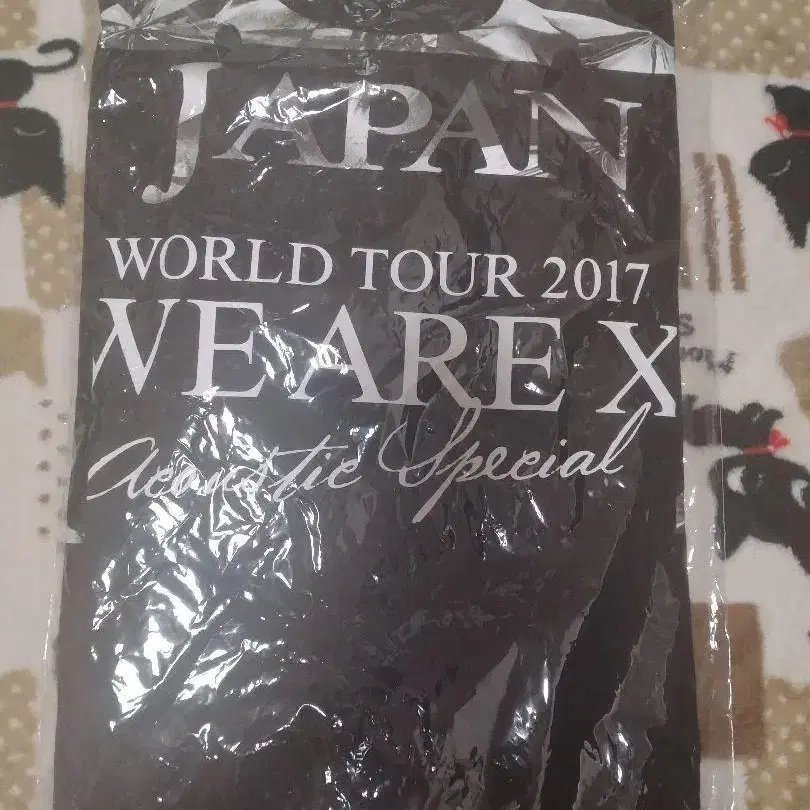 JAPAN
WORLD TOUR 2017
WE ARE X
Acoustic Special